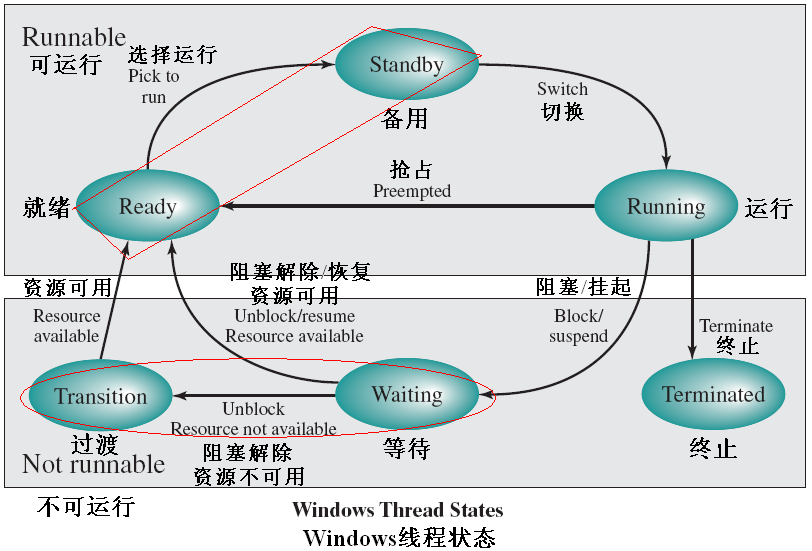 Runnable
可运行
选择运行
Pick to
run
Standby
备用
Switch
切换
就绪
Ready
抢占
Preempted
Running
运行
资源可用
Resource
available
阻塞解除/恢复
资源可用
Unblock/resume
Resource available
阻塞/挂起
Block/
suspend
Terminate
终止
Transition
过渡
Unblock
Resource not available
阻塞解除
资源不可用
Waiting
等待
Terminated
终止
Not runnable
不可运行
Windows Thread States
Windows线程状态